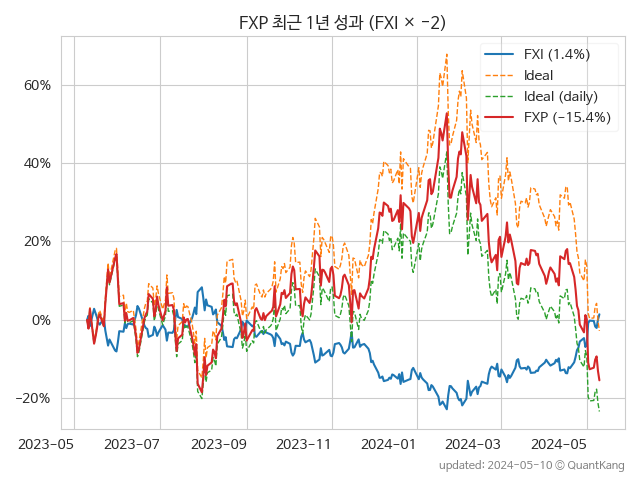 FXP 최근 1년 성과 (FXI × −2)
FXI (1.4%)
Ideal
Ideal (daily)
FXP (−15.4%)
60%
40%
20%
0%
−20%
2023-05 2023-07 2023-09 2023-11 2024-01 2024-03 2024-05
updated: 2024-05-10 ⓒ QuantKang